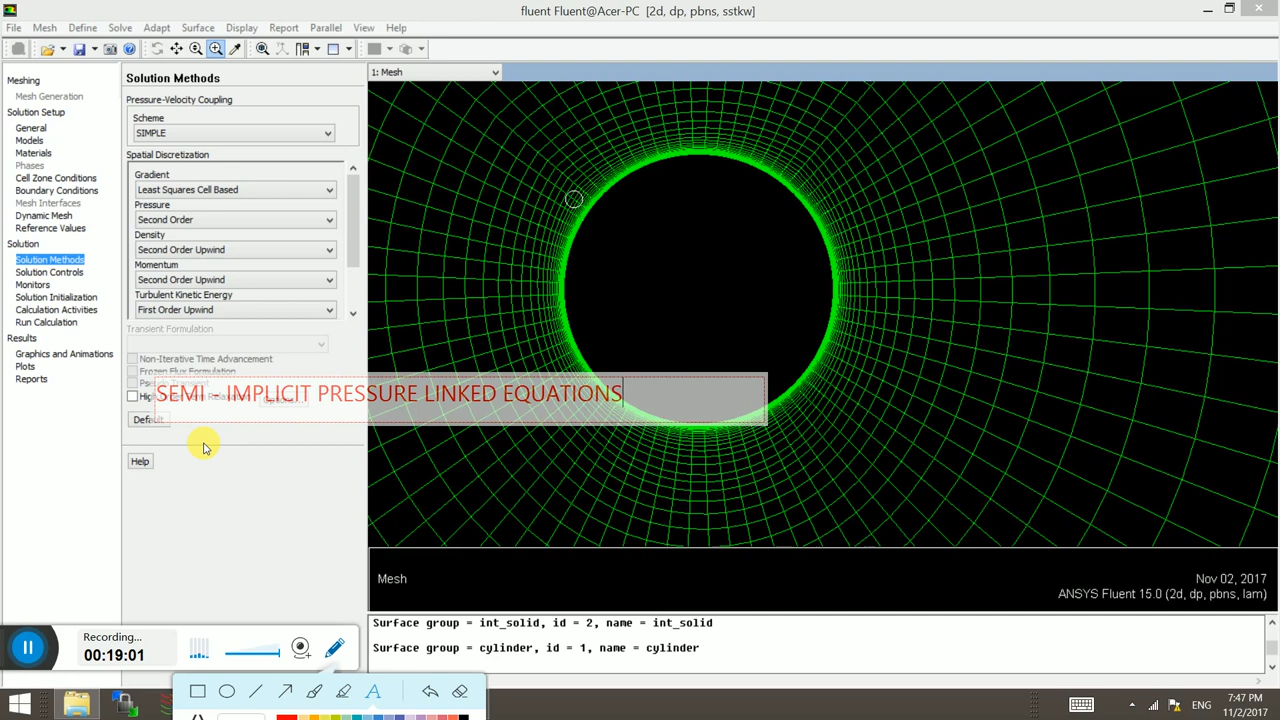 fluent Fluent@Acer-PC [2d, dp, pbns, sstkw]
File Mesh Define Solve Adapt Surface Display Report Parallel View Help
Meshing
Mesh Generation
Solution Setup
General
Models
Materials
Phases
Cell Zone Conditions
Boundary Conditions
Mesh Interfaces
Dynamic Mesh
Reference Values
Solution
Solution Methods
Solution Controls
Monitors
Solution Initialization
Calculation Activities
Run Calculation
Results
Graphics and Animations
Plots
Reports
Solution Methods
Pressure-Velocity Coupling
Scheme
SIMPLE
Spatial Discretization
Gradient
Least Squares Cell Based
Pressure
Second Order
Density
Second Order Upwind
Momentum
Second Order Upwind
Turbulent Kinetic Energy
First Order Upwind
Transient Formulation
Non-Iterative Time Advancement
Frozen Flux Formulation
Pseudo Transient
SEMI - IMPLICIT PRESSURE LINKED EQUATIONS
Default
Help
1: Mesh
Mesh
Nov 02, 2017
ANSYS Fluent 15.0 (2d, dp, pbns, lam)
Surface group = int_solid, id = 2, name = int_solid
Surface group = cylinder, id = 1, name = cylinder
Recording...
00:19:01
A
ENG
7:47 PM
11/2/2017